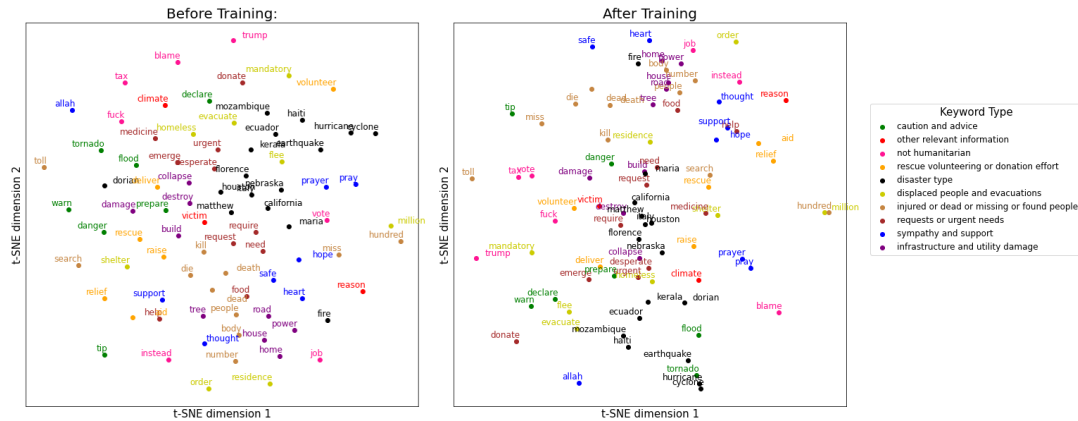 Before Training:
trump
blame
tax
donate
mandatory
volunteer
climate
declare
allah
mozambique
haiti
fuck
evacuate
medicine
homeless
ecuador
hurricane
cyclone
tornado
urgent
kerala
earthquake
toll
flood
emerge
desperate
flee
florence
dorian
deliver
collapse
nebraska
prayer
pray
houston
warn
damage
prepare
destroy
matthew
california
victim
vote
million
danger
rescue
build
require
maria
hundred
search
shelter
raise
kill
request
need
hope
miss
die
death
safe
relief
support
food
dead
heart
reason
help
tree
people
road
fire
body
power
tip
instead
thought
number
house
home
job
order
residence
t-SNE dimension 1
t-SNE dimension 2
After Training
safe
heart
order
fire
home
power
job
body
number
house
instead
road
people
die
dead
death
tree
food
thought
reason
tip
miss
support
help
hope
kill
residence
aid
relief
danger
need
toll
tax
vote
damage
build
maria
request
search
rescue
volunteer
victim
destroy
california
medicine
shelter
hundred
million
fuck
require
matthew
italy
houston
mandatory
florence
raise
trump
nebraska
deliver
collapse
prayer
emerge
prepare
desperate
pray
urgent
homeless
climate
declare
warn
flee
kerala
dorian
blame
evacuate
ecuador
donate
mozambique
haiti
flood
earthquake
allah
tornado
hurricane
cyclone
t-SNE dimension 1
t-SNE dimension 2
Keyword Type
caution and advice
other relevant information
not humanitarian
rescue volunteering or donation effort
disaster type
displaced people and evacuations
injured or dead or missing or found people
requests or urgent needs
sympathy and support
infrastructure and utility damage